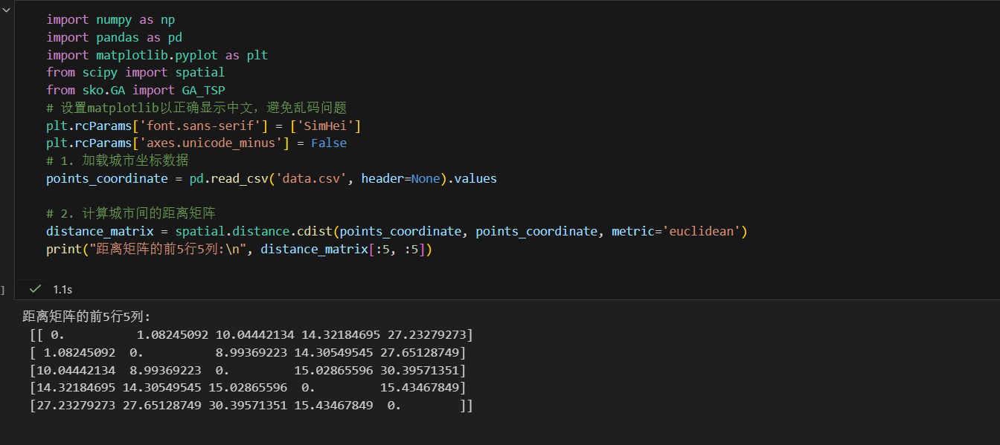 import numpy as np
import pandas as pd
import matplotlib.pyplot as plt
from scipy import spatial
from sko.GA import GA_TSP
# 设置matplotlib以正确显示中文，避免乱码问题
plt.rcParams['font.sans-serif'] = ['SimHei']
plt.rcParams['axes.unicode_minus'] = False
# 1. 加载城市坐标数据
points_coordinate = pd.read_csv('data.csv', header=None).values
# 2. 计算城市间的距离矩阵
distance_matrix = spatial.distance.cdist(points_coordinate, points_coordinate, metric='euclidean')
print("距离矩阵的前5行5列:\n", distance_matrix[:5, :5])
]
1.1s
距离矩阵的前5行5列:
[[ 0.          1.08245092 10.04442134 14.32184695 27.23279273]
[ 1.08245092  0.          8.99369223 14.30549545 27.65128749]
[10.04442134  8.99369223  0.         15.02865596 30.39571351]
[14.32184695 14.30549545 15.02865596  0.         15.43467849]
[27.23279273 27.65128749 30.39571351 15.43467849  0.        ]]